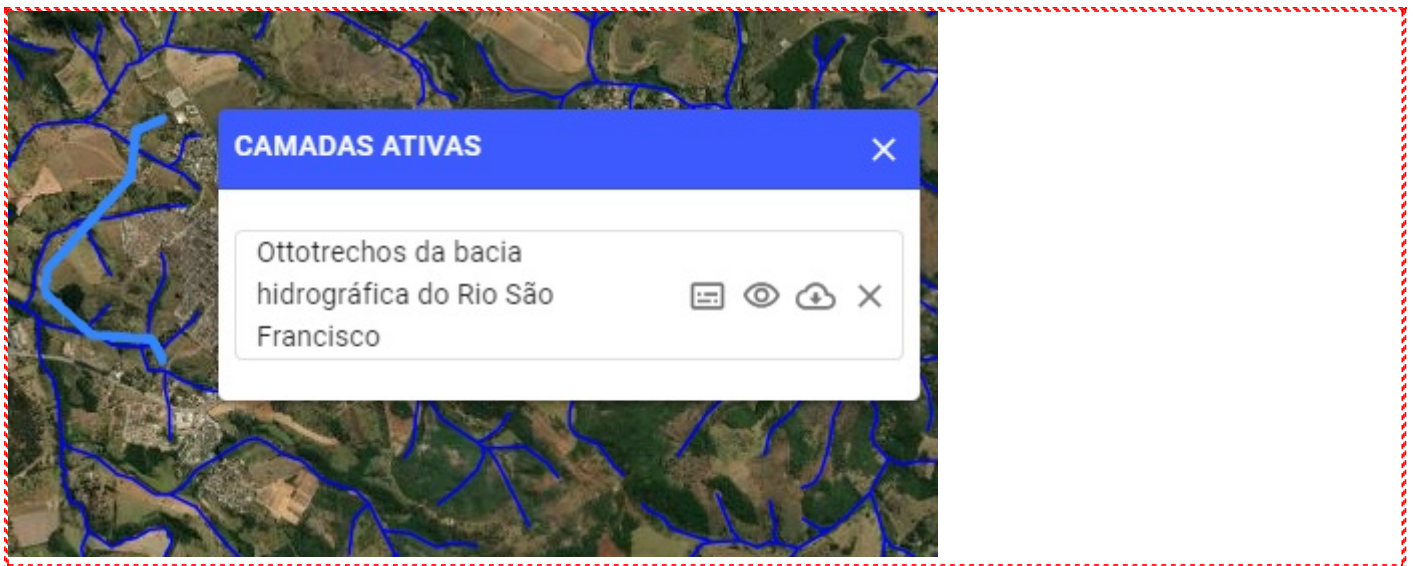 CAMADAS ATIVAS
Ottotrechos da bacia
hidrográfica do Rio São
Francisco